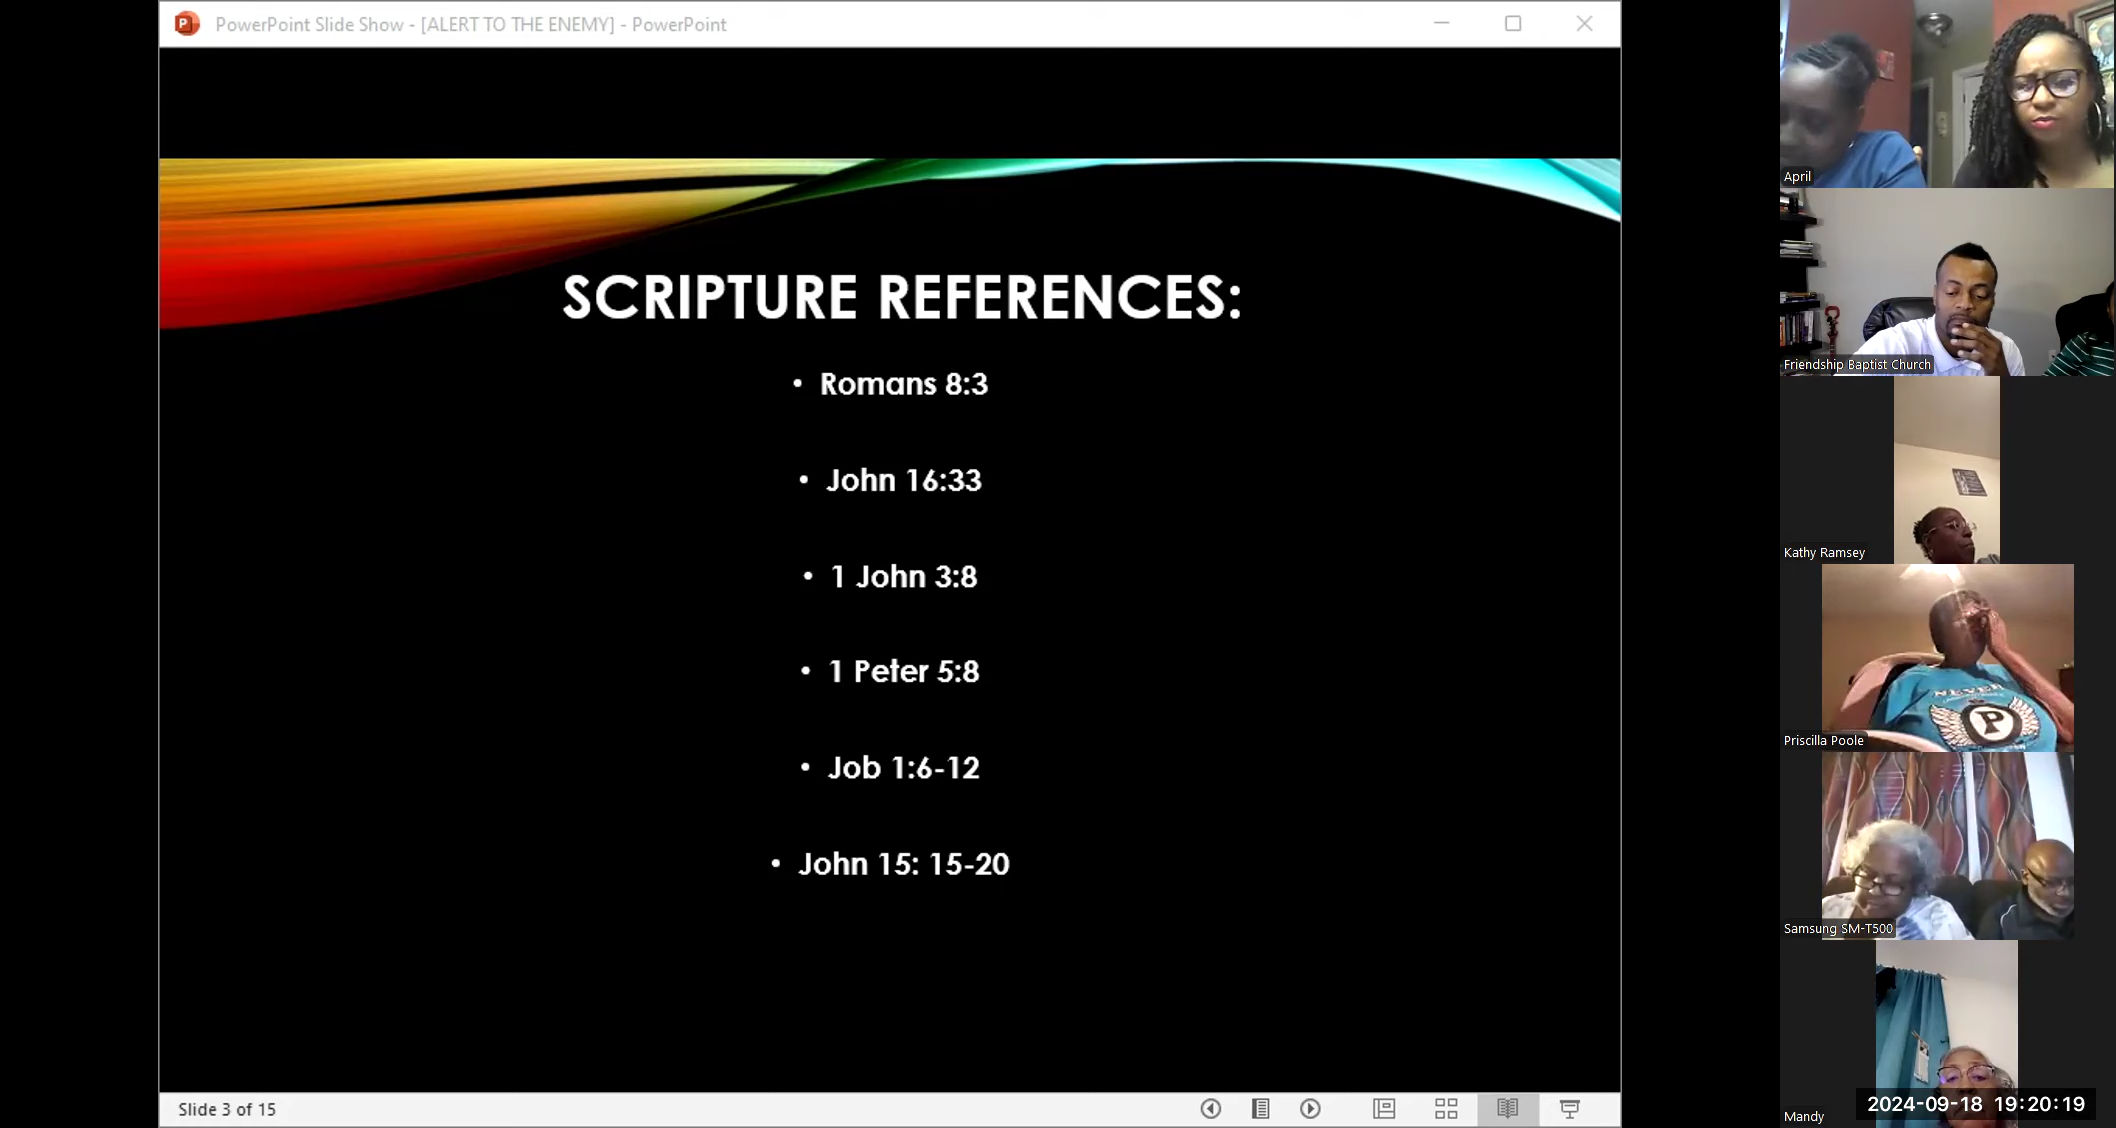 PowerPoint Slide Show - [ALERT TO THE ENEMY] - PowerPoint
SCRIPTURE REFERENCES:
• Romans 8:3
• John 16:33
• 1 John 3:8
• 1 Peter 5:8
• Job 1:6-12
• John 15: 15-20
Slide 3 of 15
April
Friendship Baptist Church
Kathy Ramsey
NEVER
P
Priscilla Poole
Samsung SM-T500
Mandy
2024-09-18 19:20:19